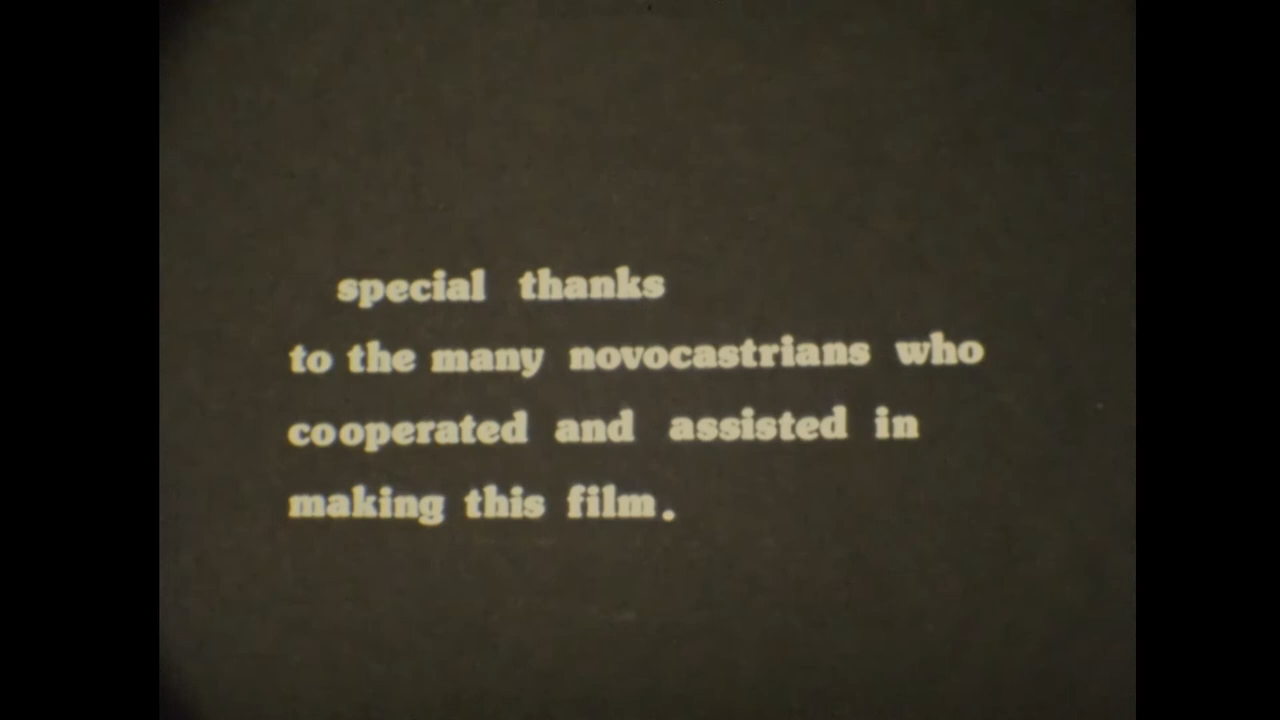 special thanks
to the many novocastrians who
cooperated and assisted in
making this film.